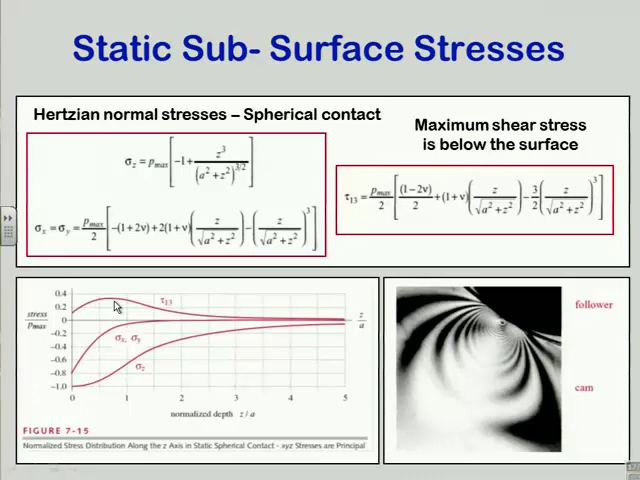 Static Sub- Surface Stresses
Hertzian normal stresses – Spherical contact
σz = pmax[-1 + z³/(a² + z²)^3/2]
σx = σy = pmax/2[-(1 + 2ν) + 2(1 + ν)(z/√(a² + z²)) - (z/√(a² + z²))³]
Maximum shear stress
is below the surface
τ13 = pmax/2[(1 - 2ν)/2 + (1 + ν)(z/√(a² + z²)) - 3/2(z/√(a² + z²))³]
stress
Pmax
0.4
0.2
0
-0.2
-0.4
-0.6
-0.8
-1.0
τ13
σx, σy
σz
z
a
0 1 2 3 4 5
normalized depth z / a
FIGURE 7-15
Normalized Stress Distribution Along the z Axis in Static Spherical Contact - xyz Stresses are Principal
follower
cam